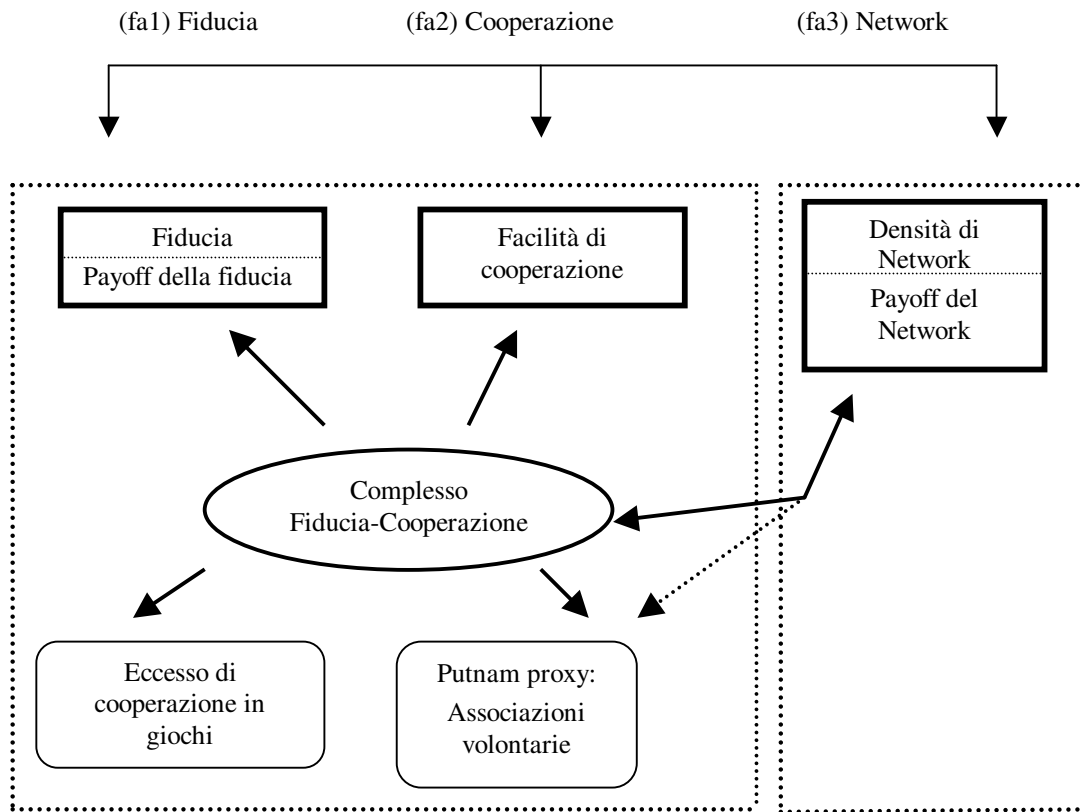 (fa1) Fiducia
(fa2) Cooperazione
(fa3) Network
Fiducia
Payoff della fiducia
Facilità di
cooperazione
Densità di
Network
Payoff del
Network
Complesso
Fiducia-Cooperazione
Eccesso di
cooperazione in
giochi
Putnam proxy:
Associazioni
volontarie